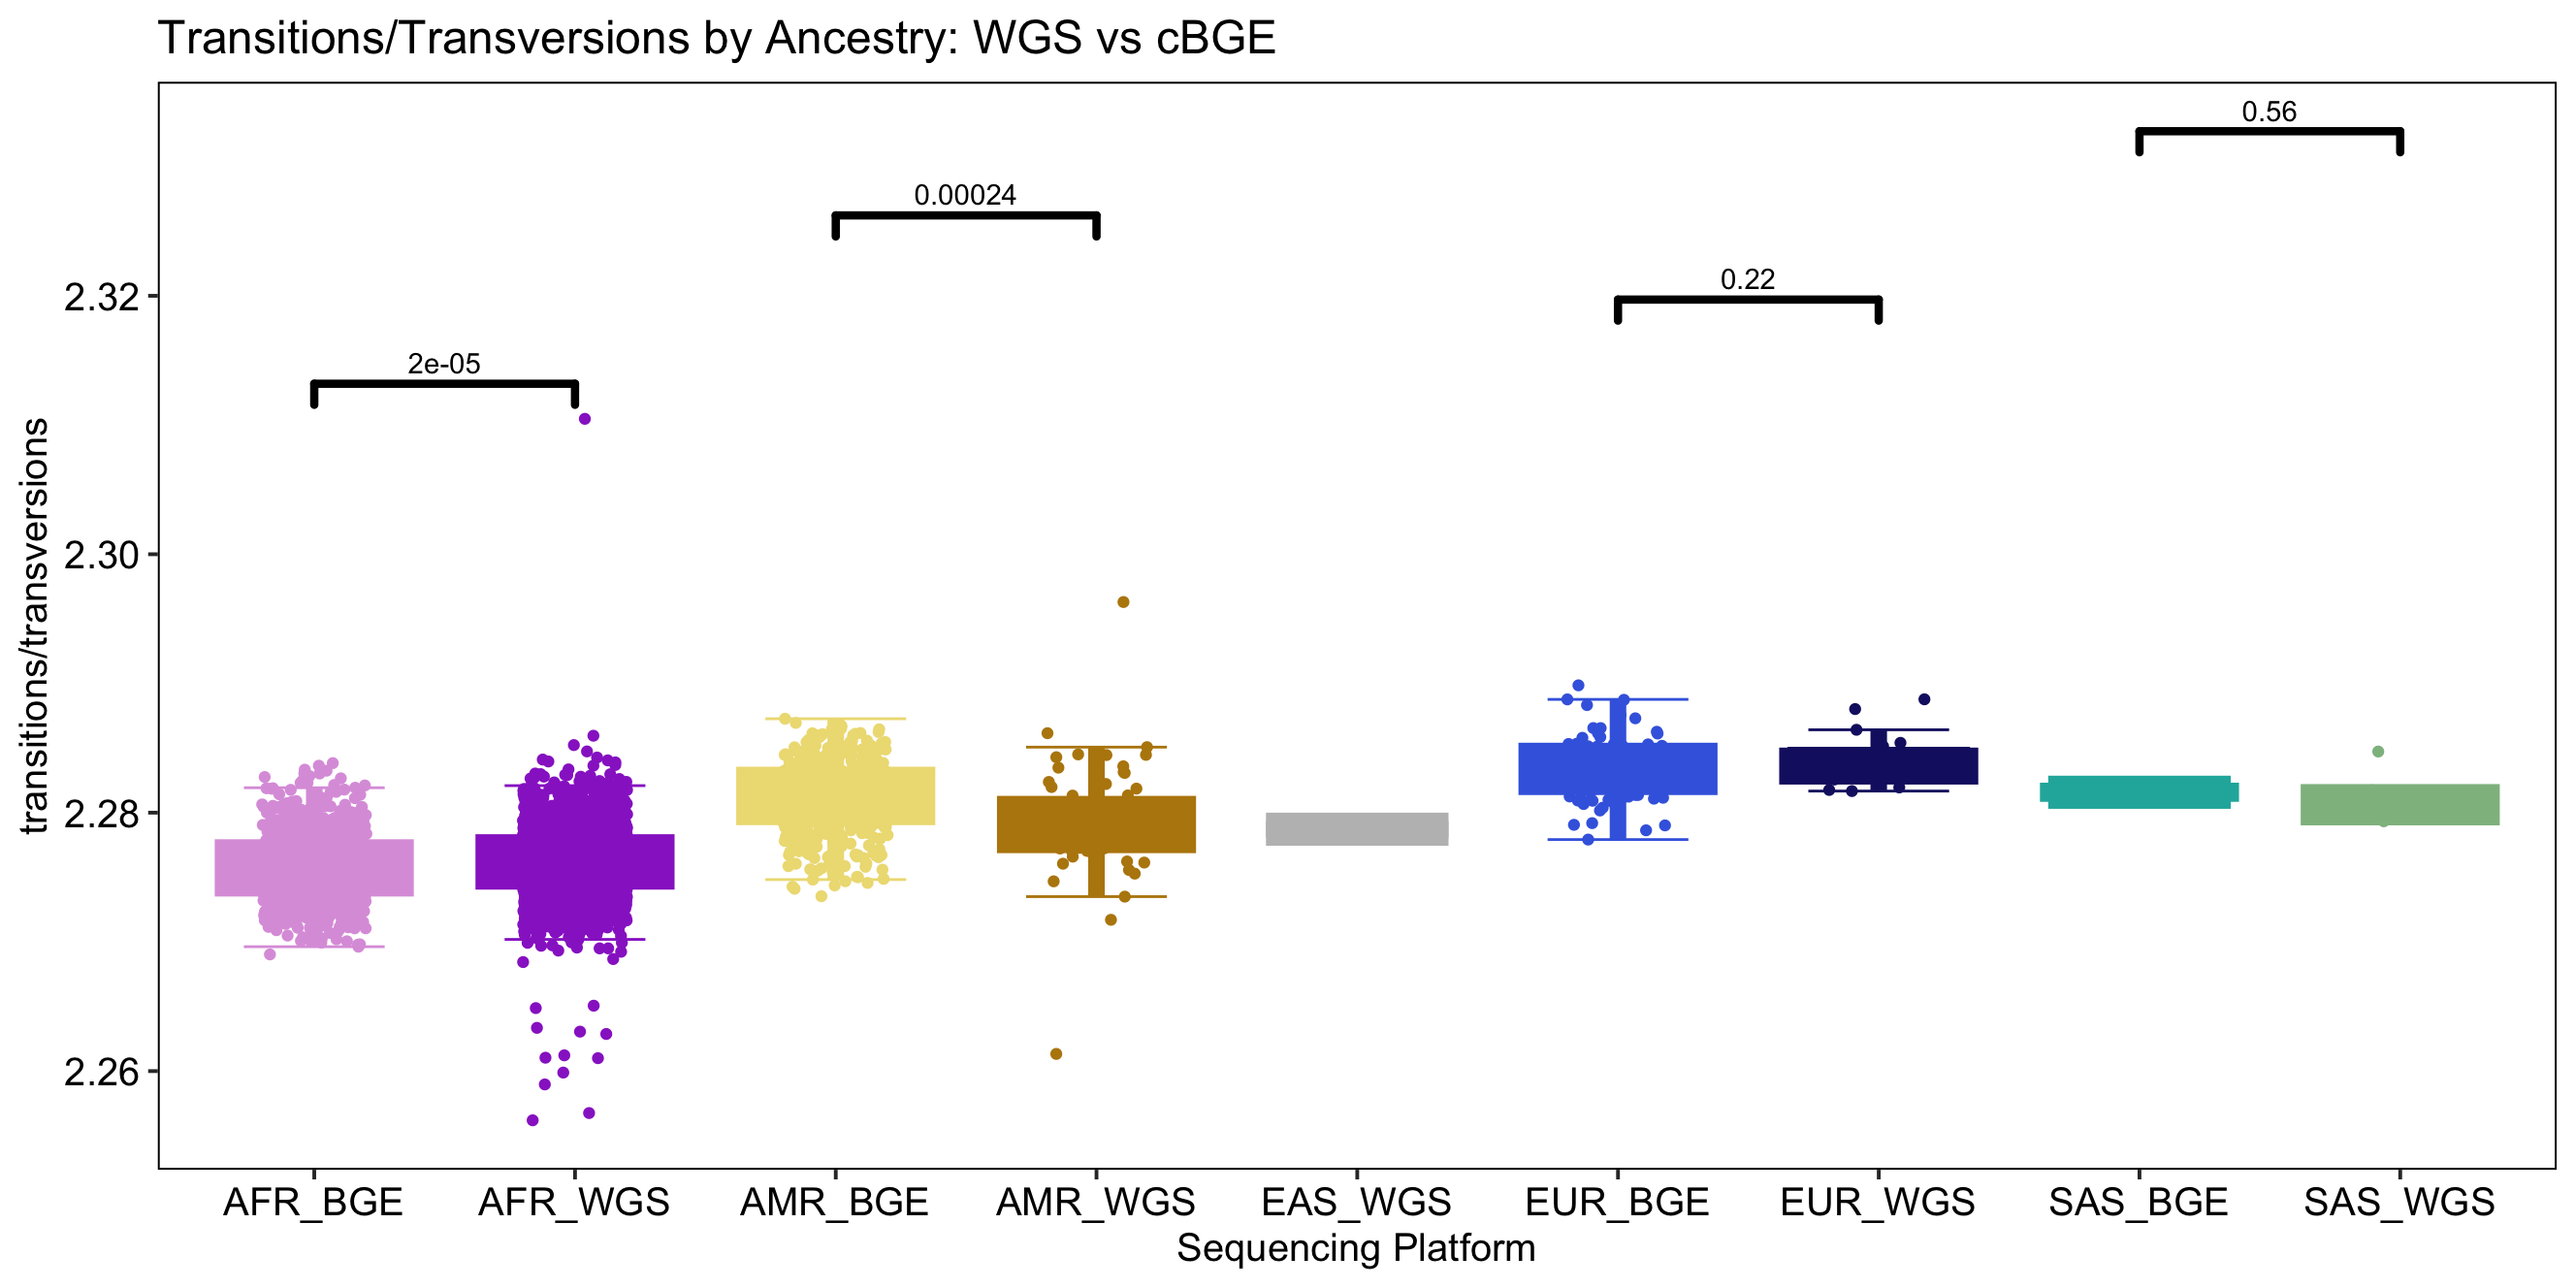 Transitions/Transversions by Ancestry: WGS vs cBGE
0.56
0.00024
0.22
2e-05
transitions/transversions
2.32
2.30
2.28
2.26
AFR_BGE AFR_WGS AMR_BGE AMR_WGS EAS_WGS EUR_BGE EUR_WGS SAS_BGE SAS_WGS
Sequencing Platform